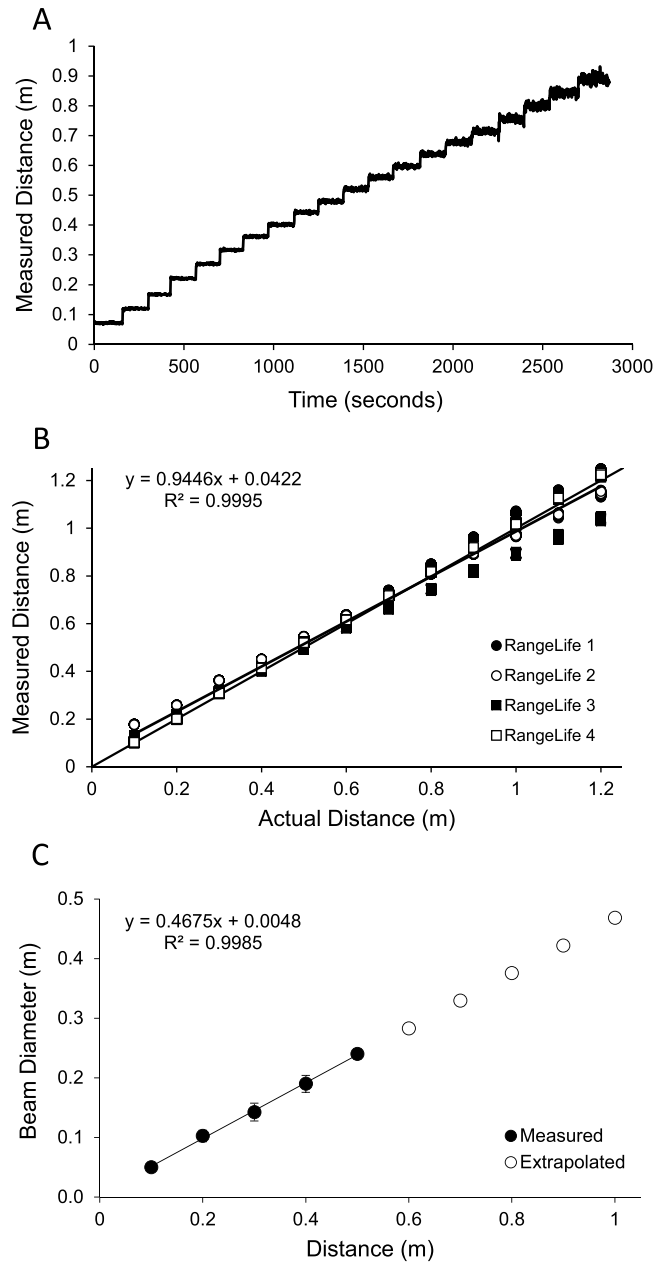 A
Measured Distance (m)
1
0.9
0.8
0.7
0.6
0.5
0.4
0.3
0.2
0.1
0
0 500 1000 1500 2000 2500 3000
Time (seconds)
B
Measured Distance (m)
y = 0.9446x + 0.0422
R² = 0.9995
1.2
1
0.8
0.6
0.4
0.2
0
RangeLife 1
RangeLife 2
RangeLife 3
RangeLife 4
0 0.2 0.4 0.6 0.8 1 1.2
Actual Distance (m)
C
Beam Diameter (m)
0.5
0.4
0.3
0.2
0.1
0.0
y = 0.4675x + 0.0048
R² = 0.9985
Measured
Extrapolated
0 0.2 0.4 0.6 0.8 1
Distance (m)